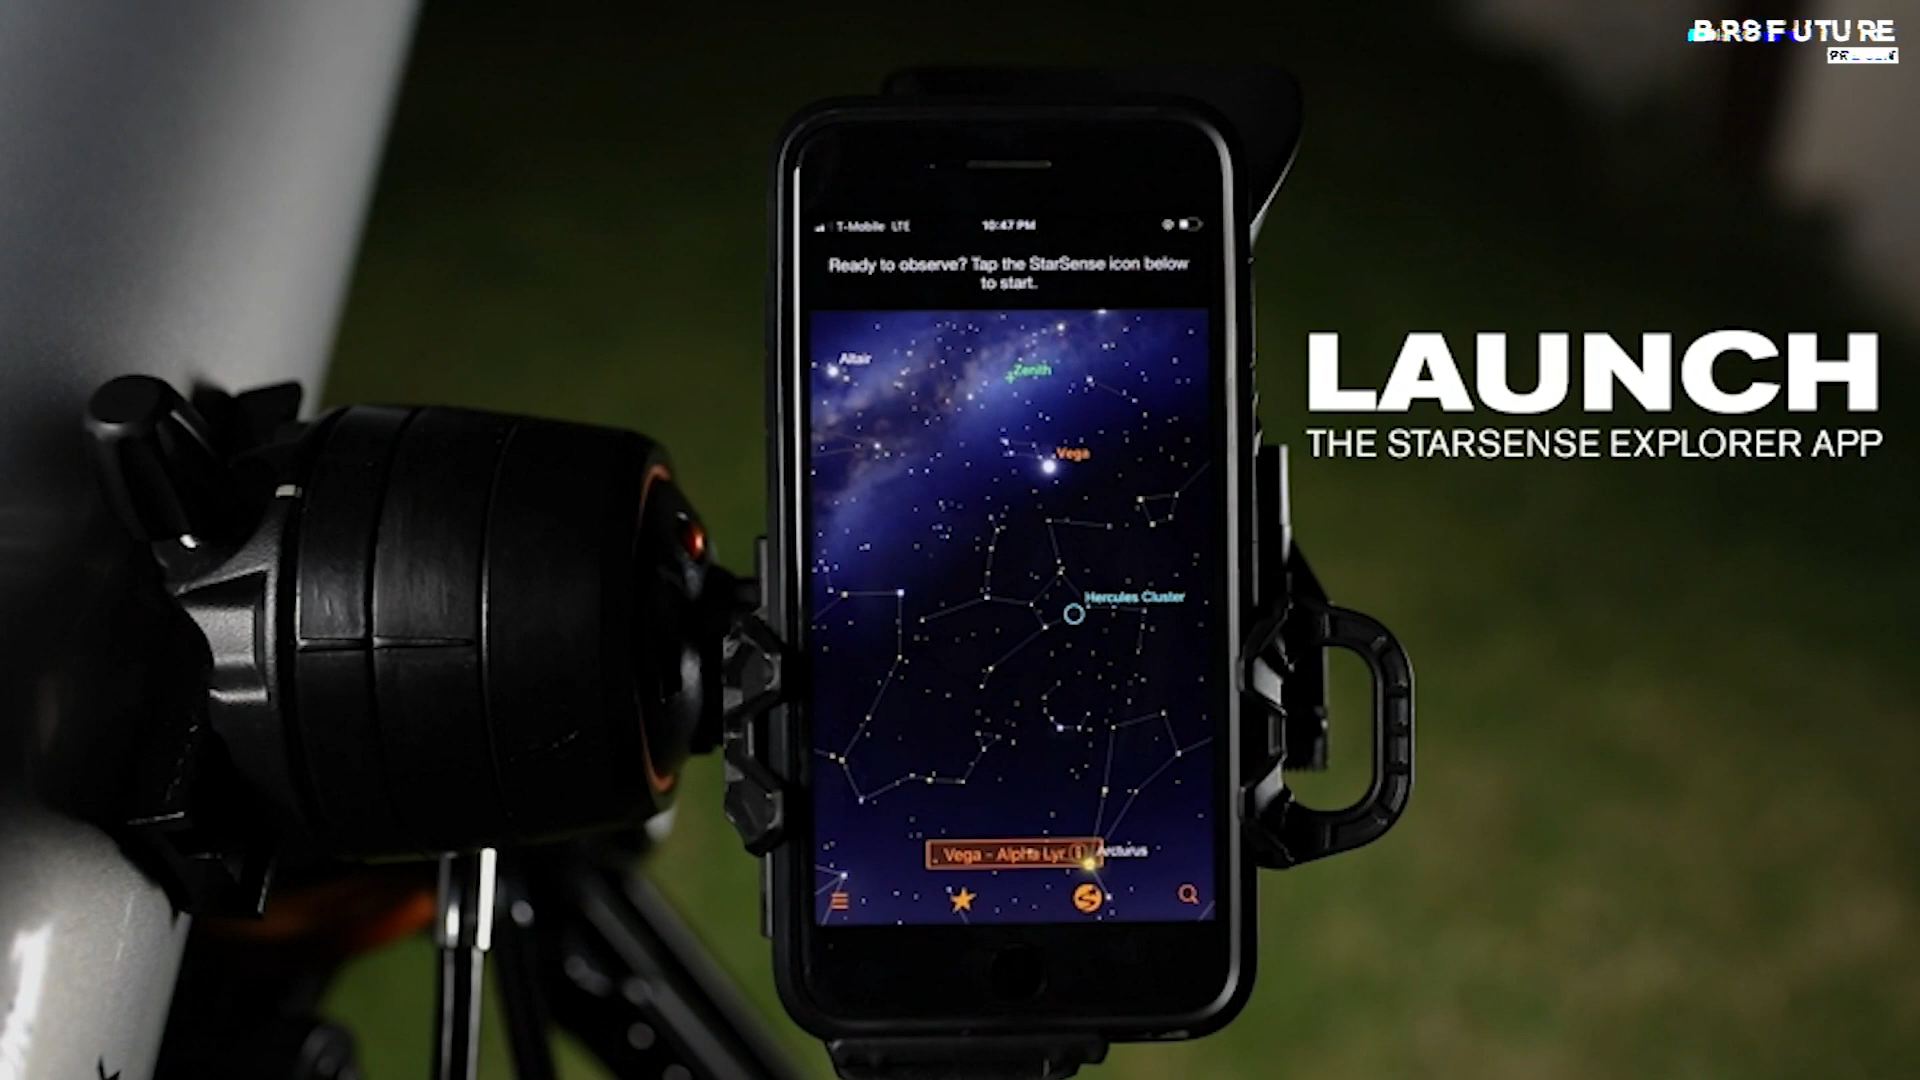 BR8FUTURE
T-Mobile LTE
10:47 PM
Ready to observe? Tap the StarSense icon below
to start.
Altair
Zenith
Vega
LAUNCH
THE STARSENSE EXPLORER APP
Hercules Cluster
Vega - Alpha Lyr
Arcturus